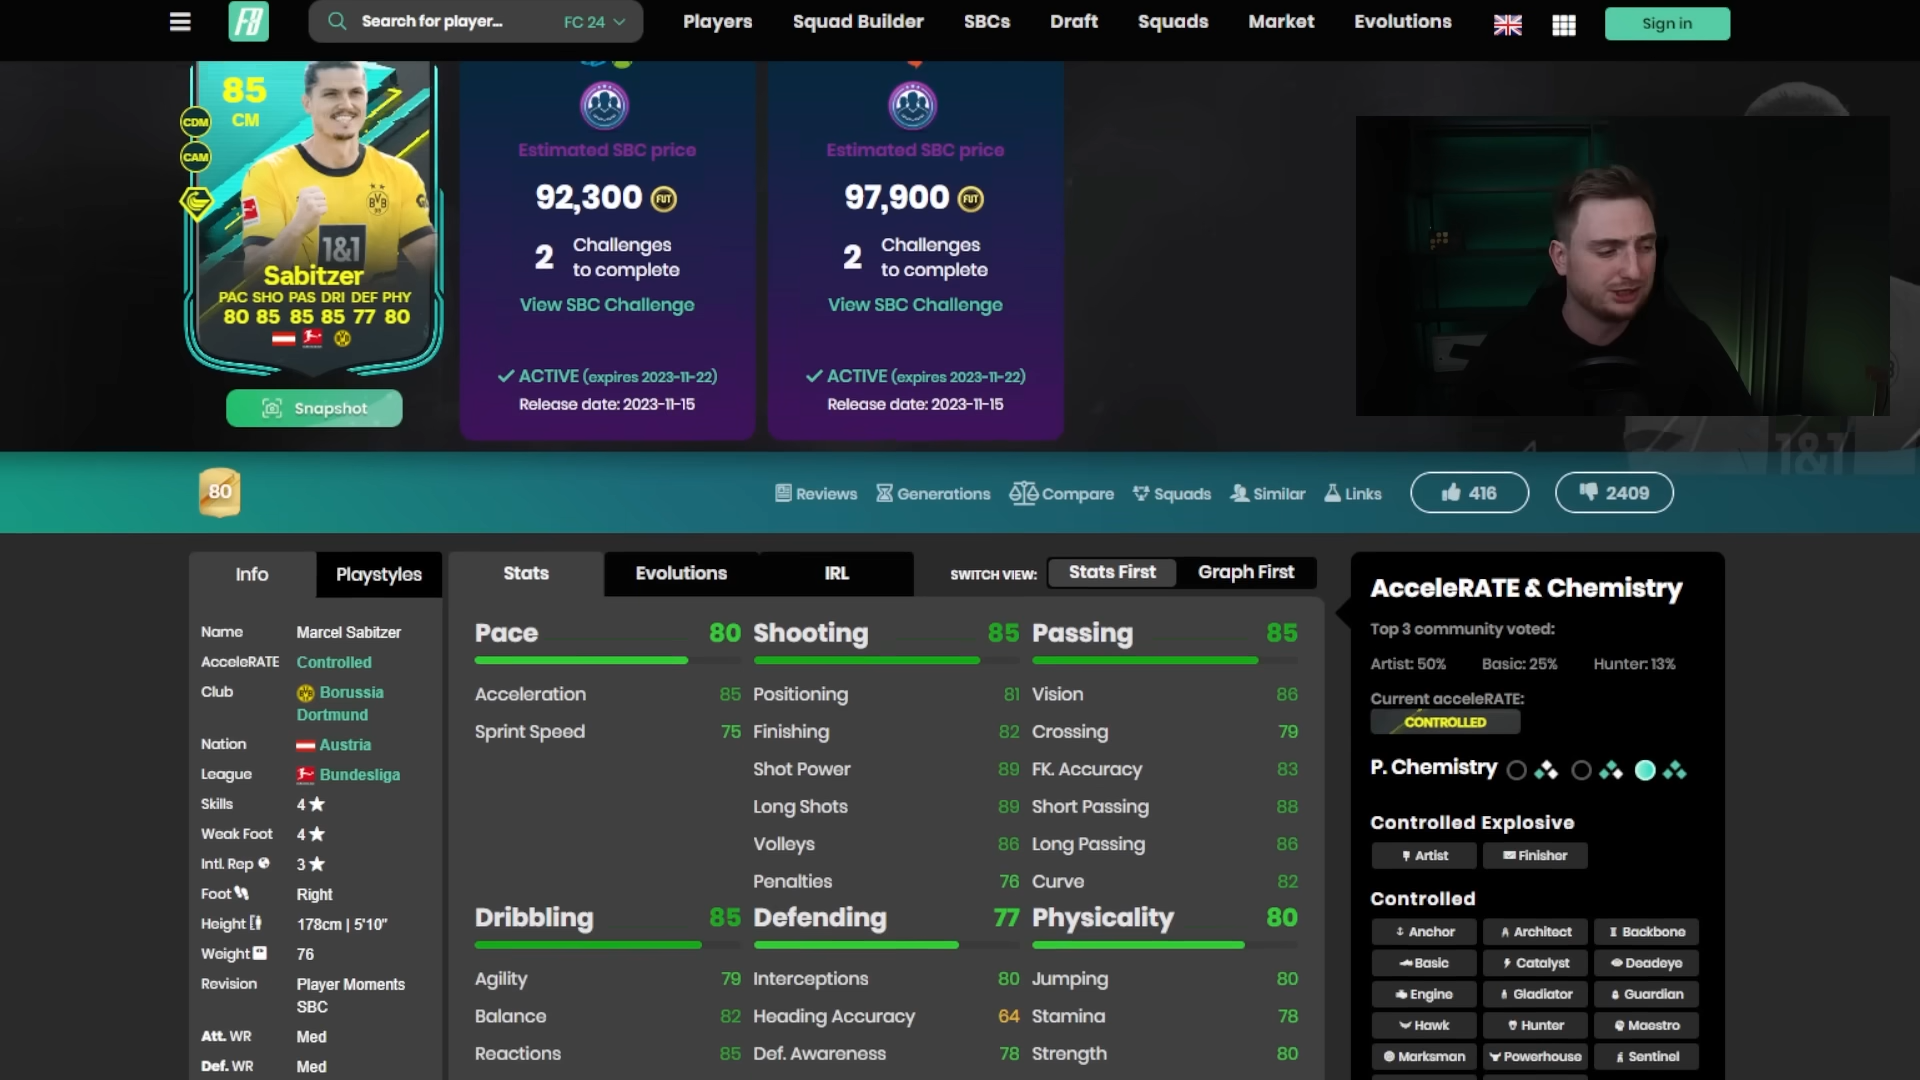 Search for player...
FC 24
Players
Squad Builder
SBCs
Draft
Squads
Market
Evolutions
Sign in
85
CM
CDM
CAM
1&1
Sabitzer
PAC SHO PAS DRI DEF PHY
80 85 85 85 77 80
Snapshot
Estimated SBC price
92,300 FUT
2 Challenges
to complete
View SBC Challenge
ACTIVE (expires 2023-11-22)
Release date: 2023-11-15
Estimated SBC price
97,900 FUT
2 Challenges
to complete
View SBC Challenge
ACTIVE (expires 2023-11-22)
Release date: 2023-11-15
1&1
80
Reviews
Generations
Compare
Squads
Similar
Links
416
2409
Info
Playstyles
Name Marcel Sabitzer
AcceleRATE Controlled
Club Borussia
Dortmund
Nation Austria
League Bundesliga
Skills 4
Weak Foot 4
Intl. Rep 3
Foot Right
Height 178cm | 5'10"
Weight 76
Revision Player Moments
SBC
Att. WR Med
Def. WR Med
Stats
Evolutions
IRL
SWITCH VIEW:
Stats First
Graph First
Pace 80
Acceleration 85
Sprint Speed 75
Shooting 85
Positioning 81
Finishing 82
Shot Power 89
Long Shots 89
Volleys 86
Penalties 76
Passing 85
Vision 86
Crossing 79
FK. Accuracy 83
Short Passing 88
Long Passing 86
Curve 82
Dribbling 85
Agility 79
Balance 82
Reactions 85
Defending 77
Interceptions 80
Heading Accuracy 64
Def. Awareness 78
Physicality 80
Jumping 80
Stamina 78
Strength 80
AcceleRATE & Chemistry
Top 3 community voted:
Artist: 50% Basic: 25% Hunter: 13%
Current acceleRATE:
CONTROLLED
P. Chemistry
Controlled Explosive
Artist Finisher
Controlled
Anchor Architect Backbone
Basic Catalyst Deadeye
Engine Gladiator Guardian
Hawk Hunter Maestro
Marksman Powerhouse Sentinel